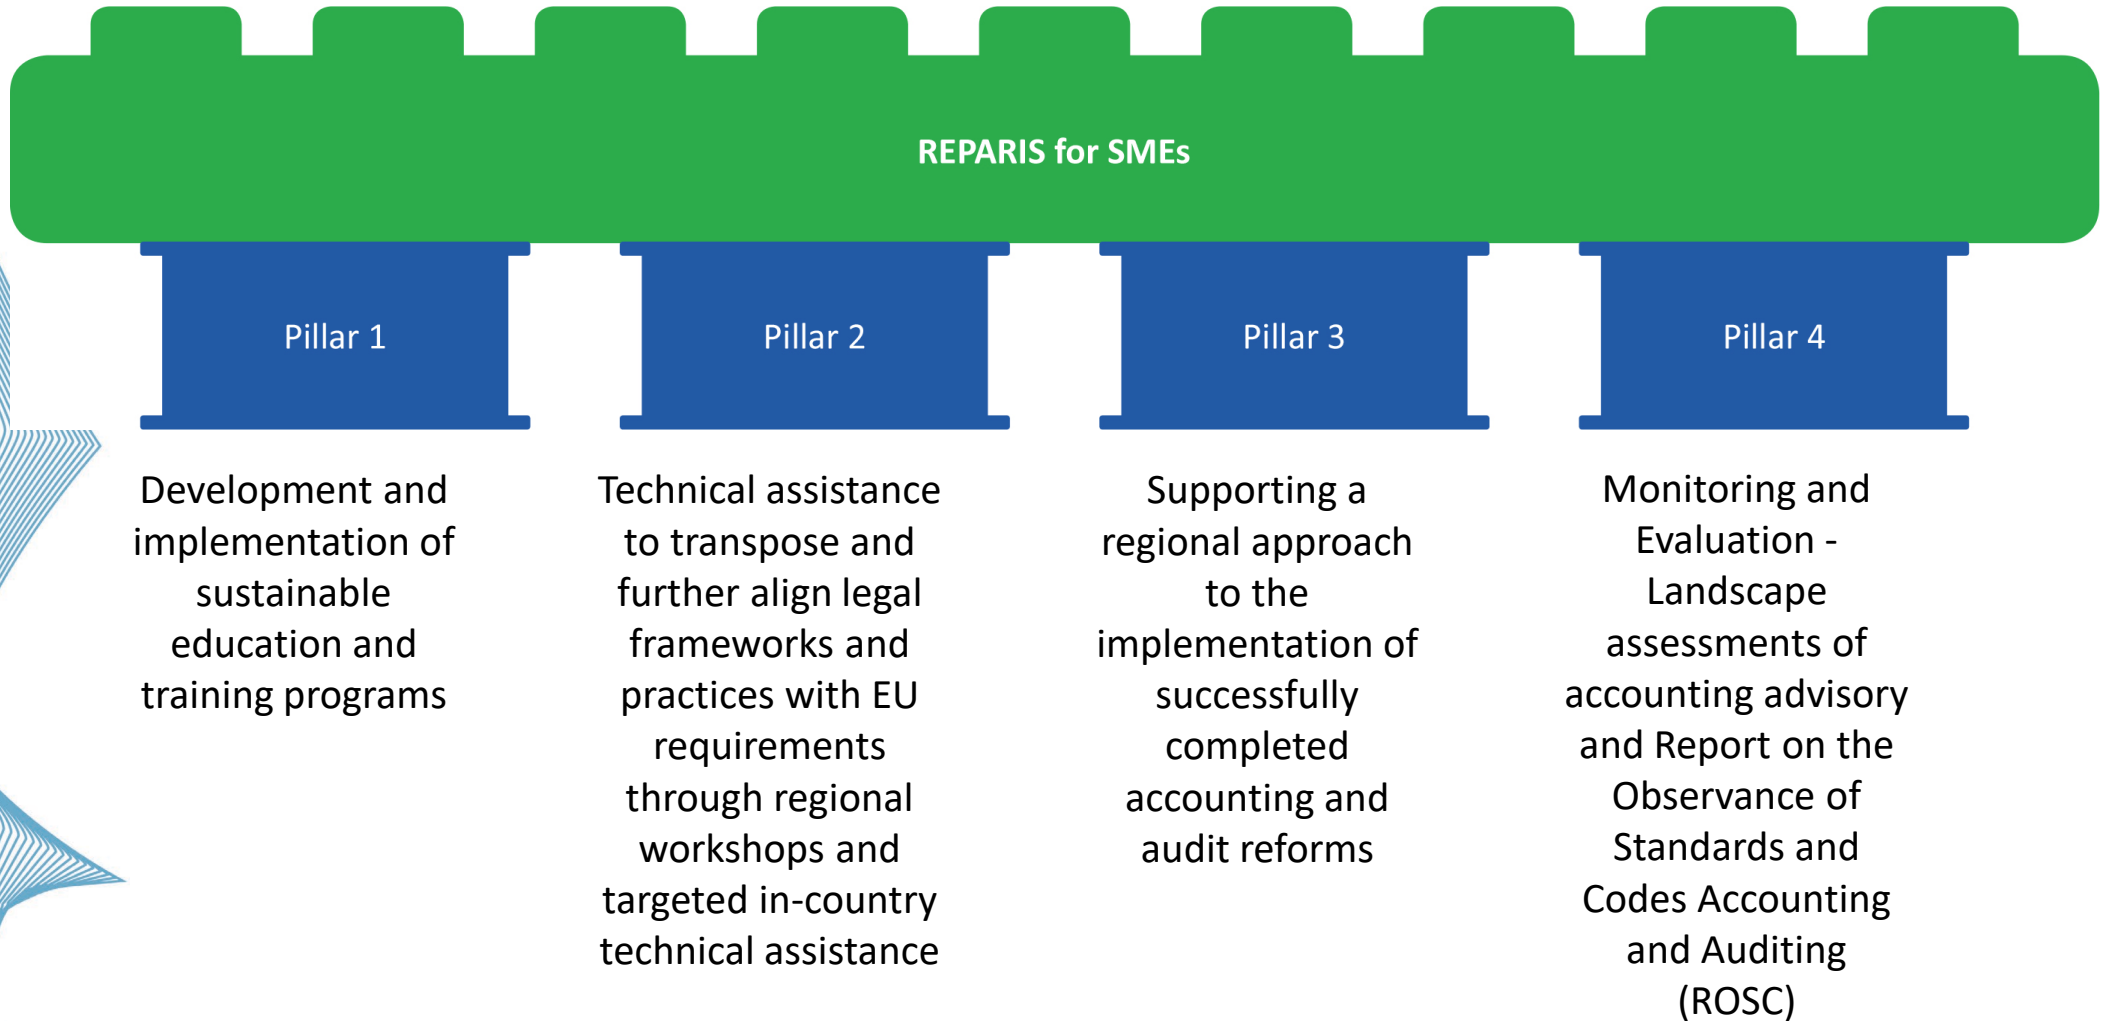 REPARIS for SMEs
Pillar 1
Pillar 2
Pillar 3
Pillar 4
Development and
implementation of
sustainable
education and
training programs
Technical assistance
to transpose and
further align legal
frameworks and
practices with EU
requirements
through regional
workshops and
targeted in-country
technical assistance
Supporting a
regional approach
to the
implementation of
successfully
completed
accounting and
audit reforms
Monitoring and
Evaluation -
Landscape
assessments of
accounting advisory
and Report on the
Observance of
Standards and
Codes Accounting
and Auditing
(ROSC)